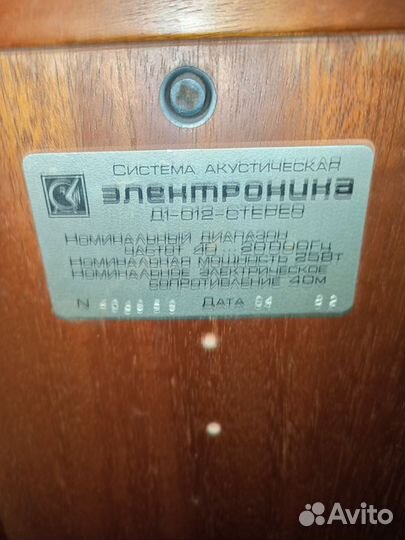 Система акустическая
ЭЛЕКТРОНИКА
Д1-012-СТЕРЕО
Номинальный диапазон
частот 40...20000Гц
Номинальная мощность 25Вт
Номинальное электрическое
сопротивление 4Ом
N Дата 04 82
Avito